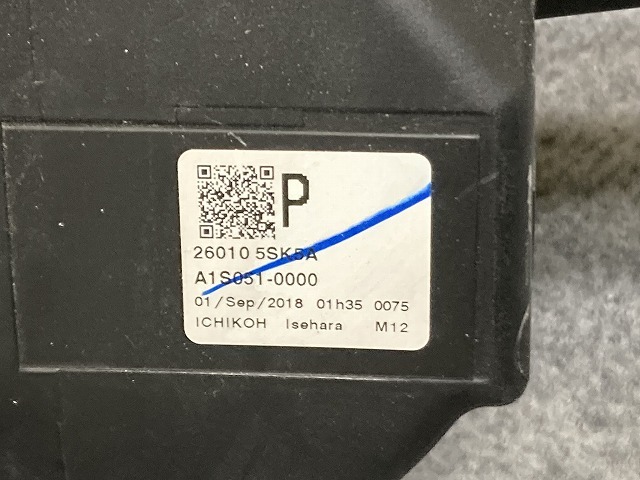 P
26010 5SK5A
A1S051-0000
01/Sep/2018 01h35 0075
ICHIKOH Isehara M12